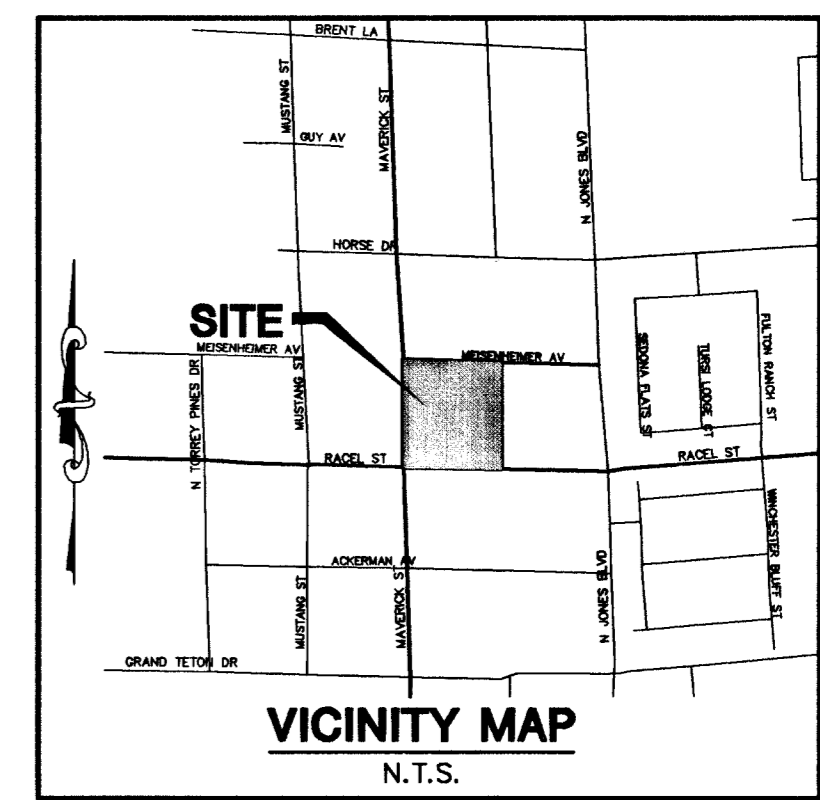 BRENT LA
MUSTANG ST
MAVERICK ST
GUY AV
N JONES BLVD
HORSE DR
SITE
MEISENHEIMER AV
MEISENHEIMER AV
N TORREY PINES DR
MUSTANG ST
SEDONA FLATS ST
TURSI LODGE ST
FULTON RANCH ST
RACEL ST
RACEL ST
WINCHESTER BLUFF ST
ACKERMAN AV
MUSTANG ST
MAVERICK ST
N JONES BLVD
GRAND TETON DR
VICINITY MAP
N.T.S.